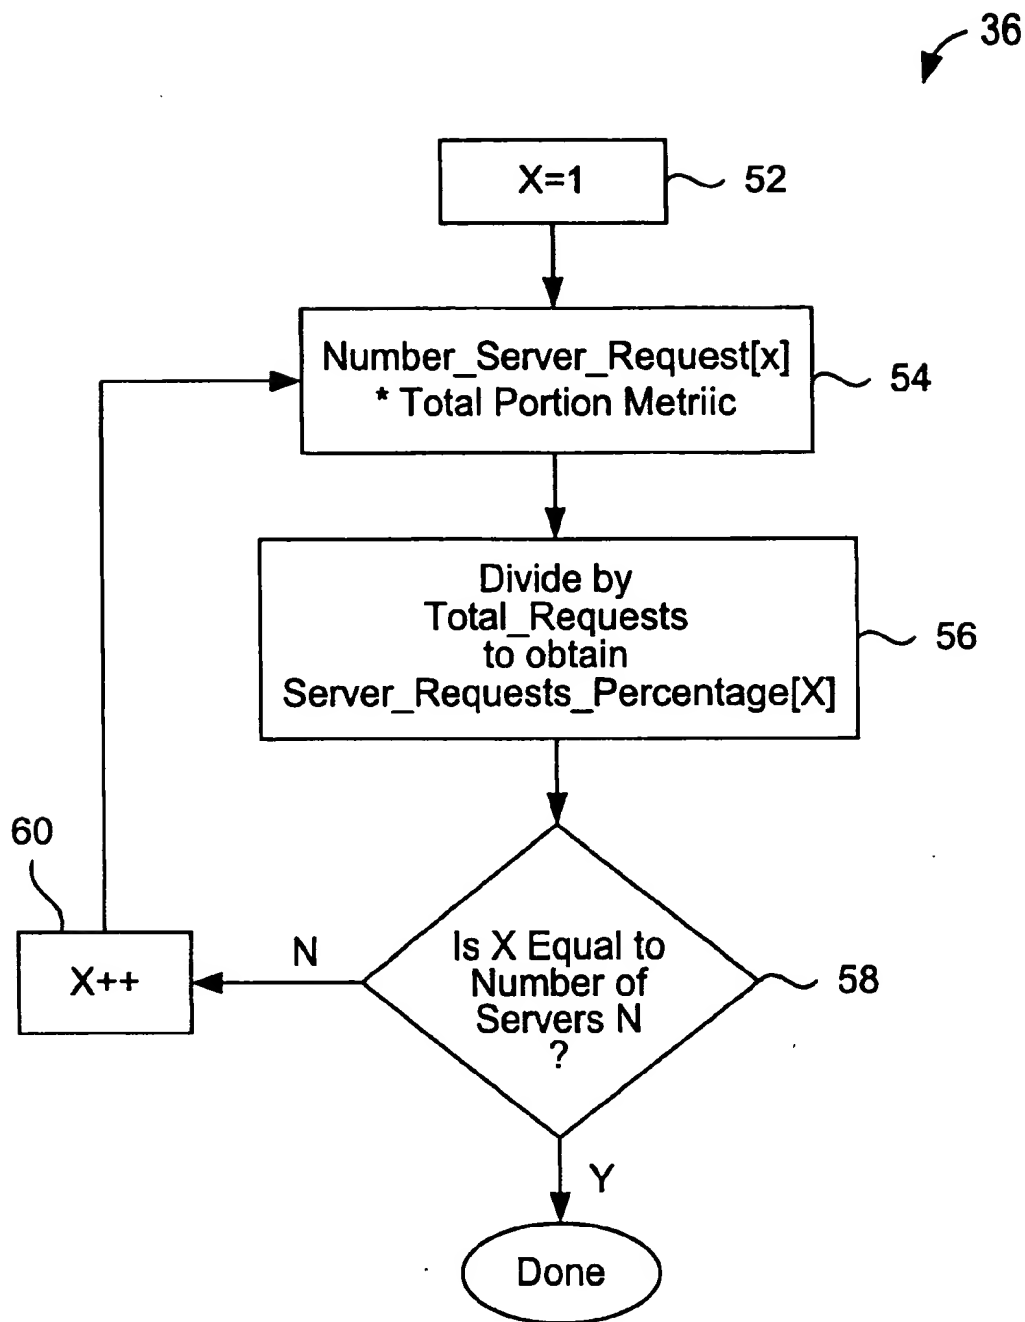 36
X=1
52
Number_Server_Request[x]
* Total Portion Metriic
54
Divide by
Total_Requests
to obtain
Server_Requests_Percentage[X]
56
Is X Equal to
Number of
Servers N
?
58
N
60
X++
Y
Done